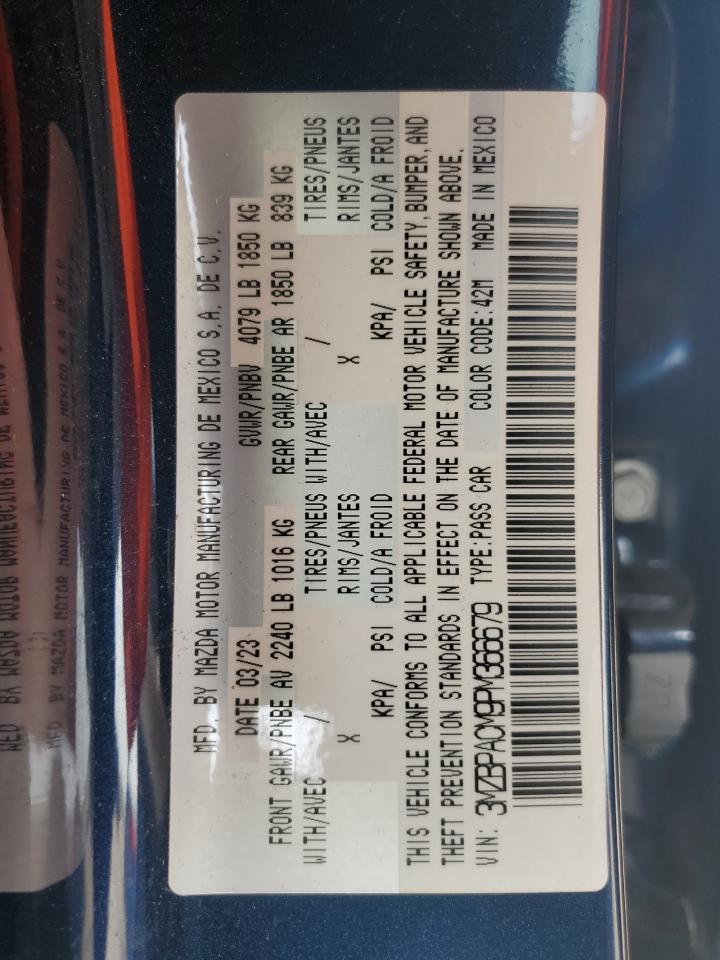 MFD. BY MAZDA MOTOR MANUFACTURING DE MEXICO S.A. DE C.V.
DATE 03/23 GVWR/PNBV 4079 LB 1850 KG
FRONT GAWR/PNBE AV 2240 LB 1016 KG REAR GAWR/PNBE AR 1850 LB 839 KG
WITH/AVEC / TIRES/PNEUS WITH/AVEC / TIRES/PNEUS
X RIMS/JANTES X RIMS/JANTES
KPA/ PSI COLD/A FROID KPA/ PSI COLD/A FROID
THIS VEHICLE CONFORMS TO ALL APPLICABLE FEDERAL MOTOR VEHICLE SAFETY, BUMPER, AND
THEFT PREVENTION STANDARDS IN EFFECT ON THE DATE OF MANUFACTURE SHOWN ABOVE.
VIN: 3MZBPACM9PM366679 TYPE:PASS CAR COLOR CODE:42M MADE IN MEXICO